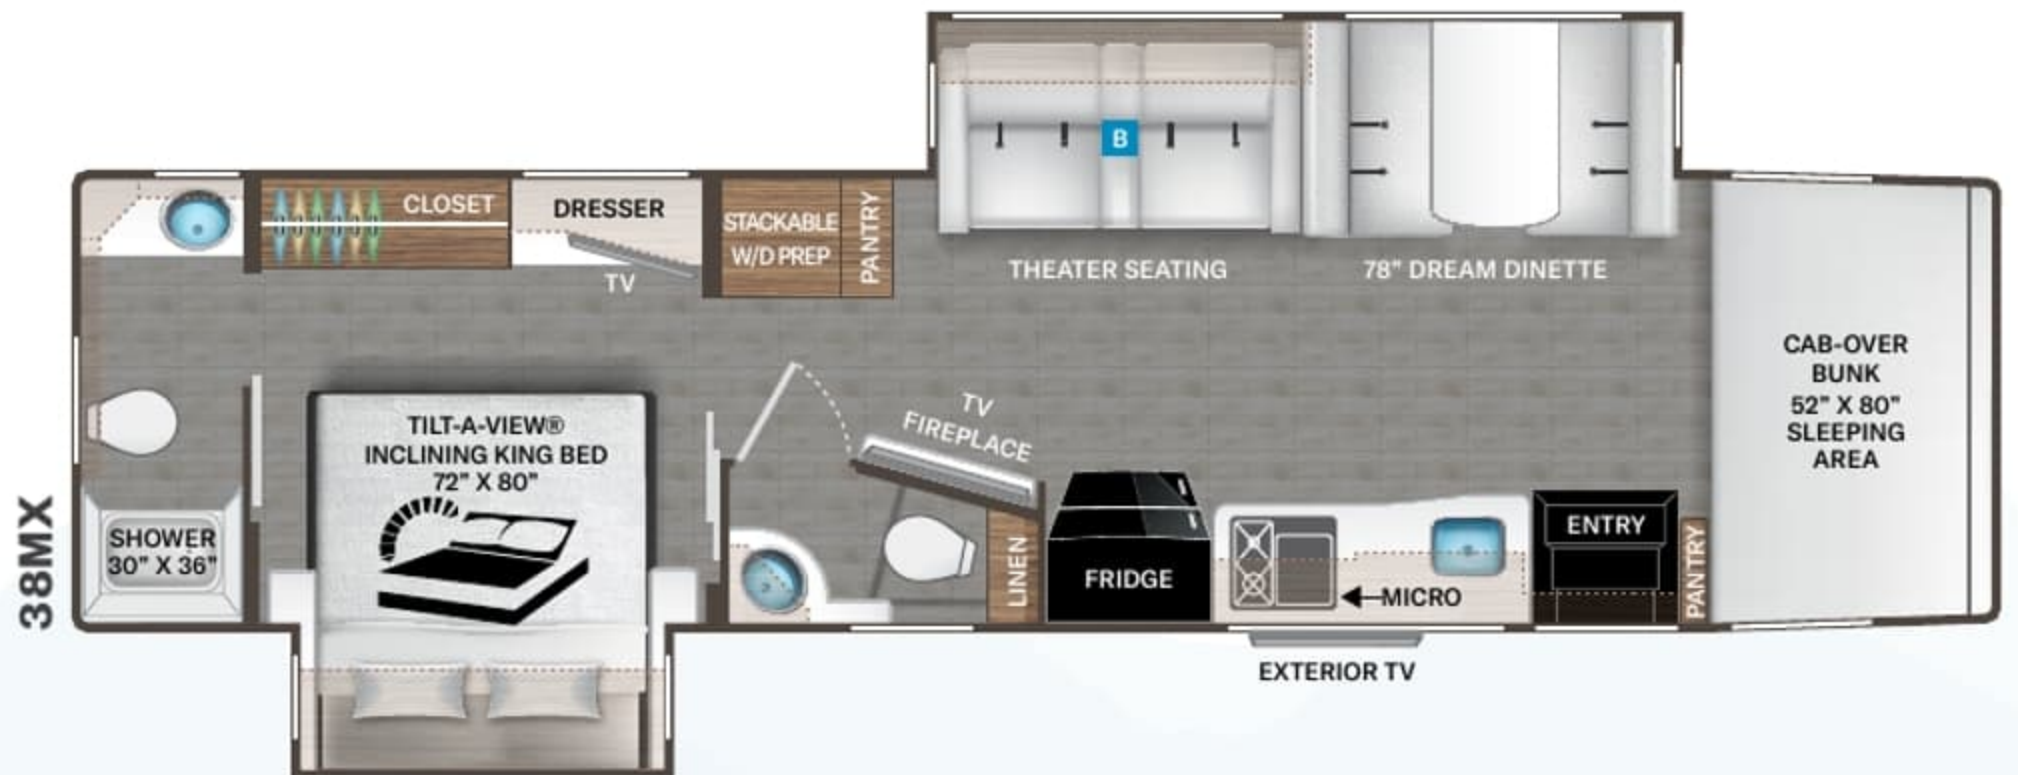 38MX
CLOSET
DRESSER
TV
STACKABLE
W/D PREP
PANTRY
B
THEATER SEATING
78" DREAM DINETTE
CAB-OVER
BUNK
52" X 80"
SLEEPING
AREA
TILT-A-VIEW®
INCLINING KING BED
72" X 80"
SHOWER
30" X 36"
TV
FIREPLACE
LINEN
FRIDGE
MICRO
ENTRY
PANTRY
EXTERIOR TV